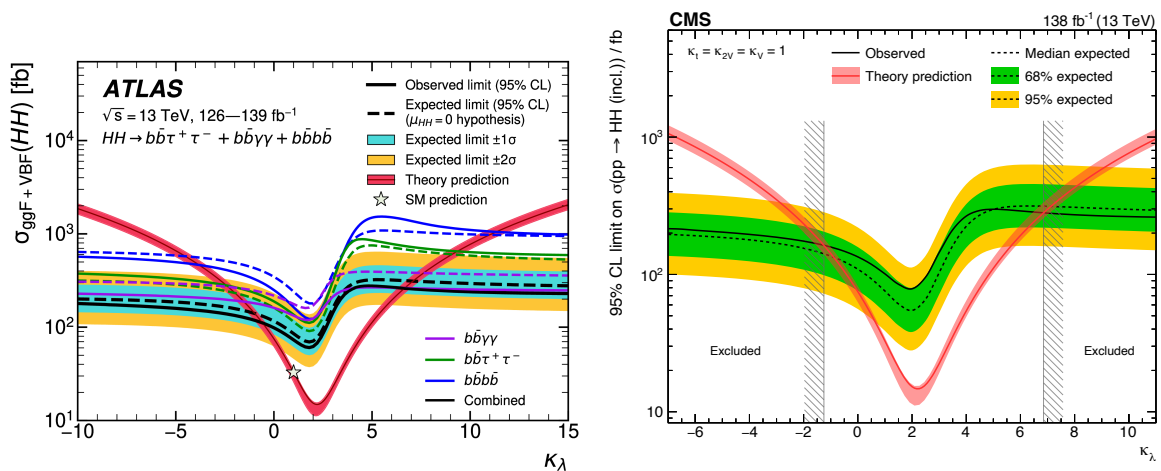 ATLAS
√s = 13 TeV, 126—139 fb⁻¹
HH → bb̄τ⁺τ⁻ + bb̄γγ + bb̄bb̄
Observed limit (95% CL)
Expected limit (95% CL)
(μHH = 0 hypothesis)
Expected limit ±1σ
Expected limit ±2σ
Theory prediction
SM prediction
bb̄γγ
bb̄τ⁺τ⁻
bb̄bb̄
Combined
σggF + VBF(HH) [fb]
10⁴
10³
10²
10¹
−10
−5
0
5
10
15
κλ
CMS
138 fb⁻¹ (13 TeV)
κt = κ2V = κV = 1
Observed
Theory prediction
Median expected
68% expected
95% expected
95% CL limit on σ(pp → HH (incl.)) / fb
10³
10²
10
Excluded
Excluded
−6
−4
−2
0
2
4
6
8
10
κλ